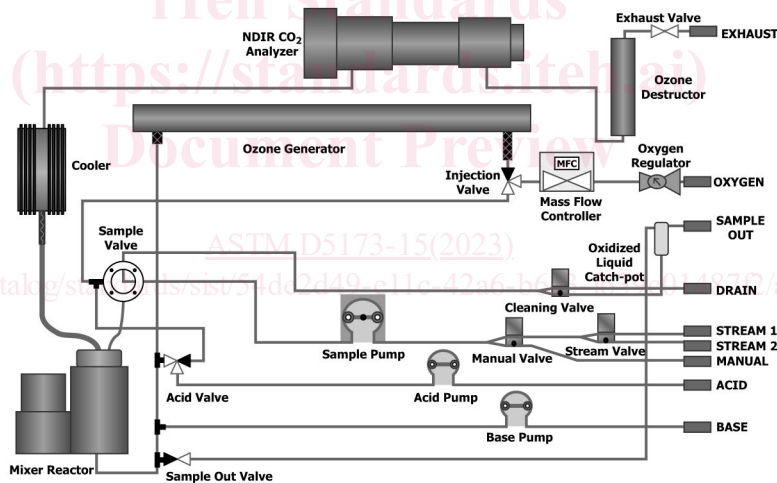 iTeh Standards
(https://standards.iteh.ai)
Document Preview
ASTM D5173-15(2023)
NDIR CO₂
Analyzer
Exhaust Valve
EXHAUST
Ozone
Destructor
Ozone Generator
Cooler
Injection
Valve
MFC
Mass Flow
Controller
Oxygen
Regulator
OXYGEN
Sample
Valve
SAMPLE
OUT
Oxidized
Liquid
Catch-pot
Cleaning Valve
DRAIN
Sample Pump
Manual Valve
Stream Valve
STREAM 1
STREAM 2
MANUAL
Acid Valve
Acid Pump
ACID
Base Pump
BASE
Mixer Reactor
Sample Out Valve